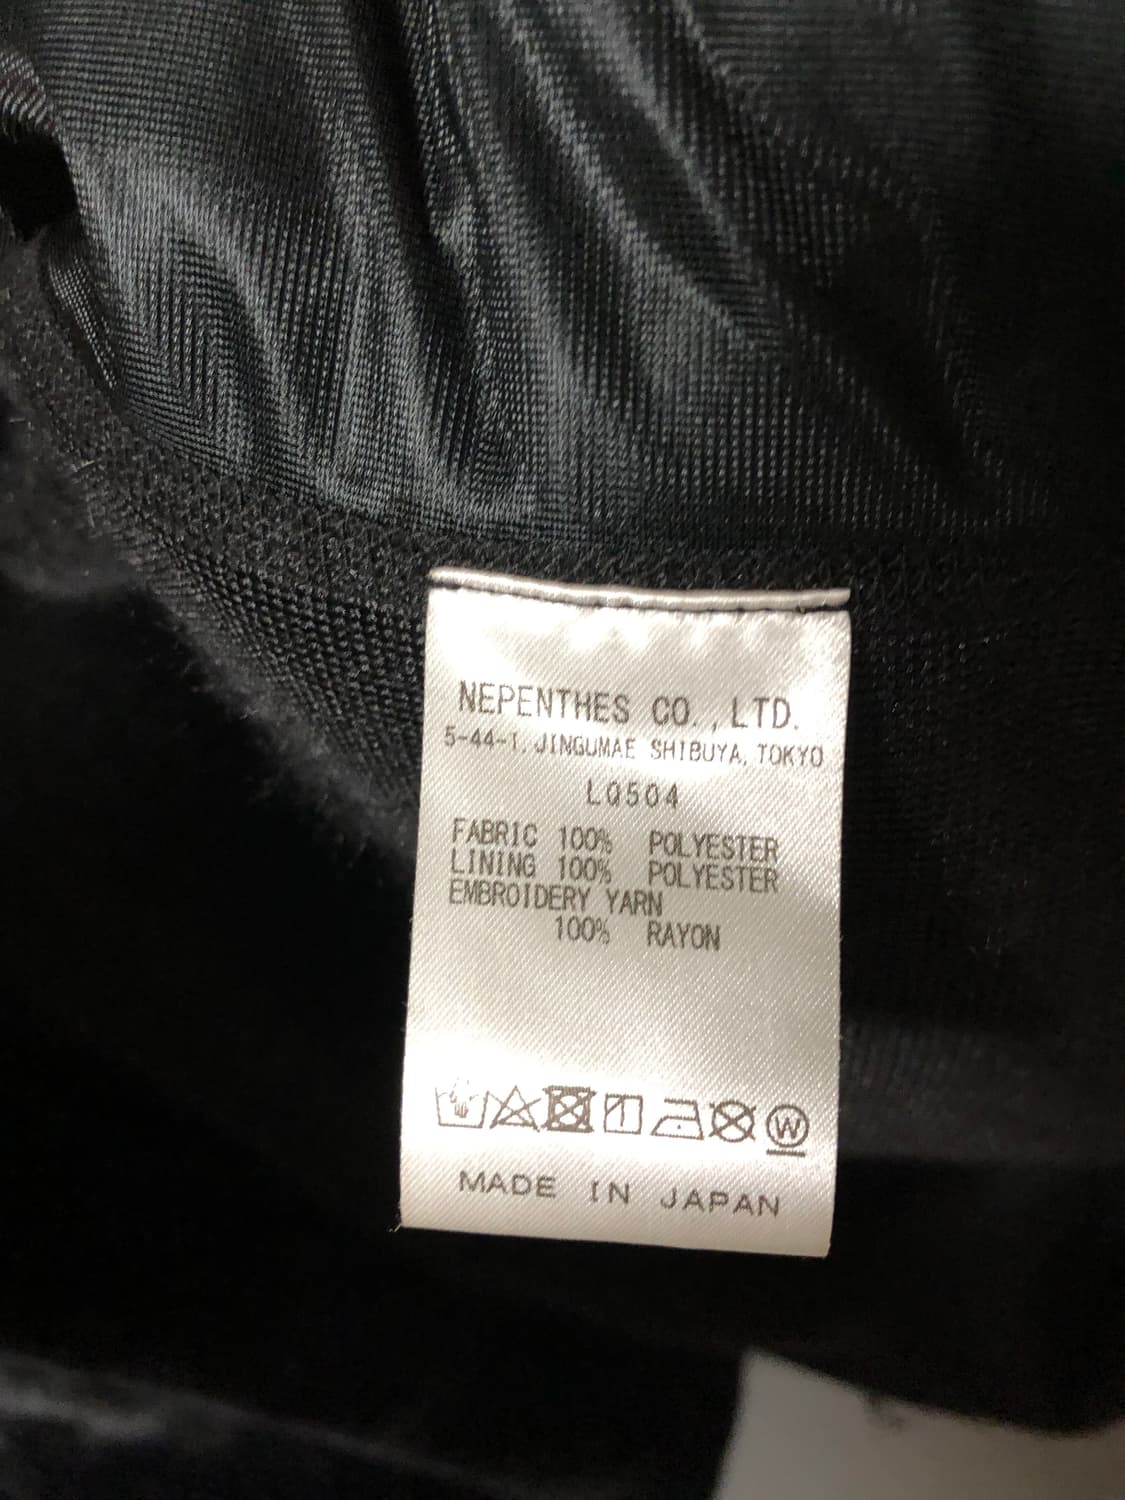 NEPENTHES CO., LTD.
5-44-1, JINGUMAE SHIBUYA, TOKYO
LQ504
FABRIC 100% POLYESTER
LINING 100% POLYESTER
EMBROIDERY YARN
100% RAYON
W
MADE IN JAPAN